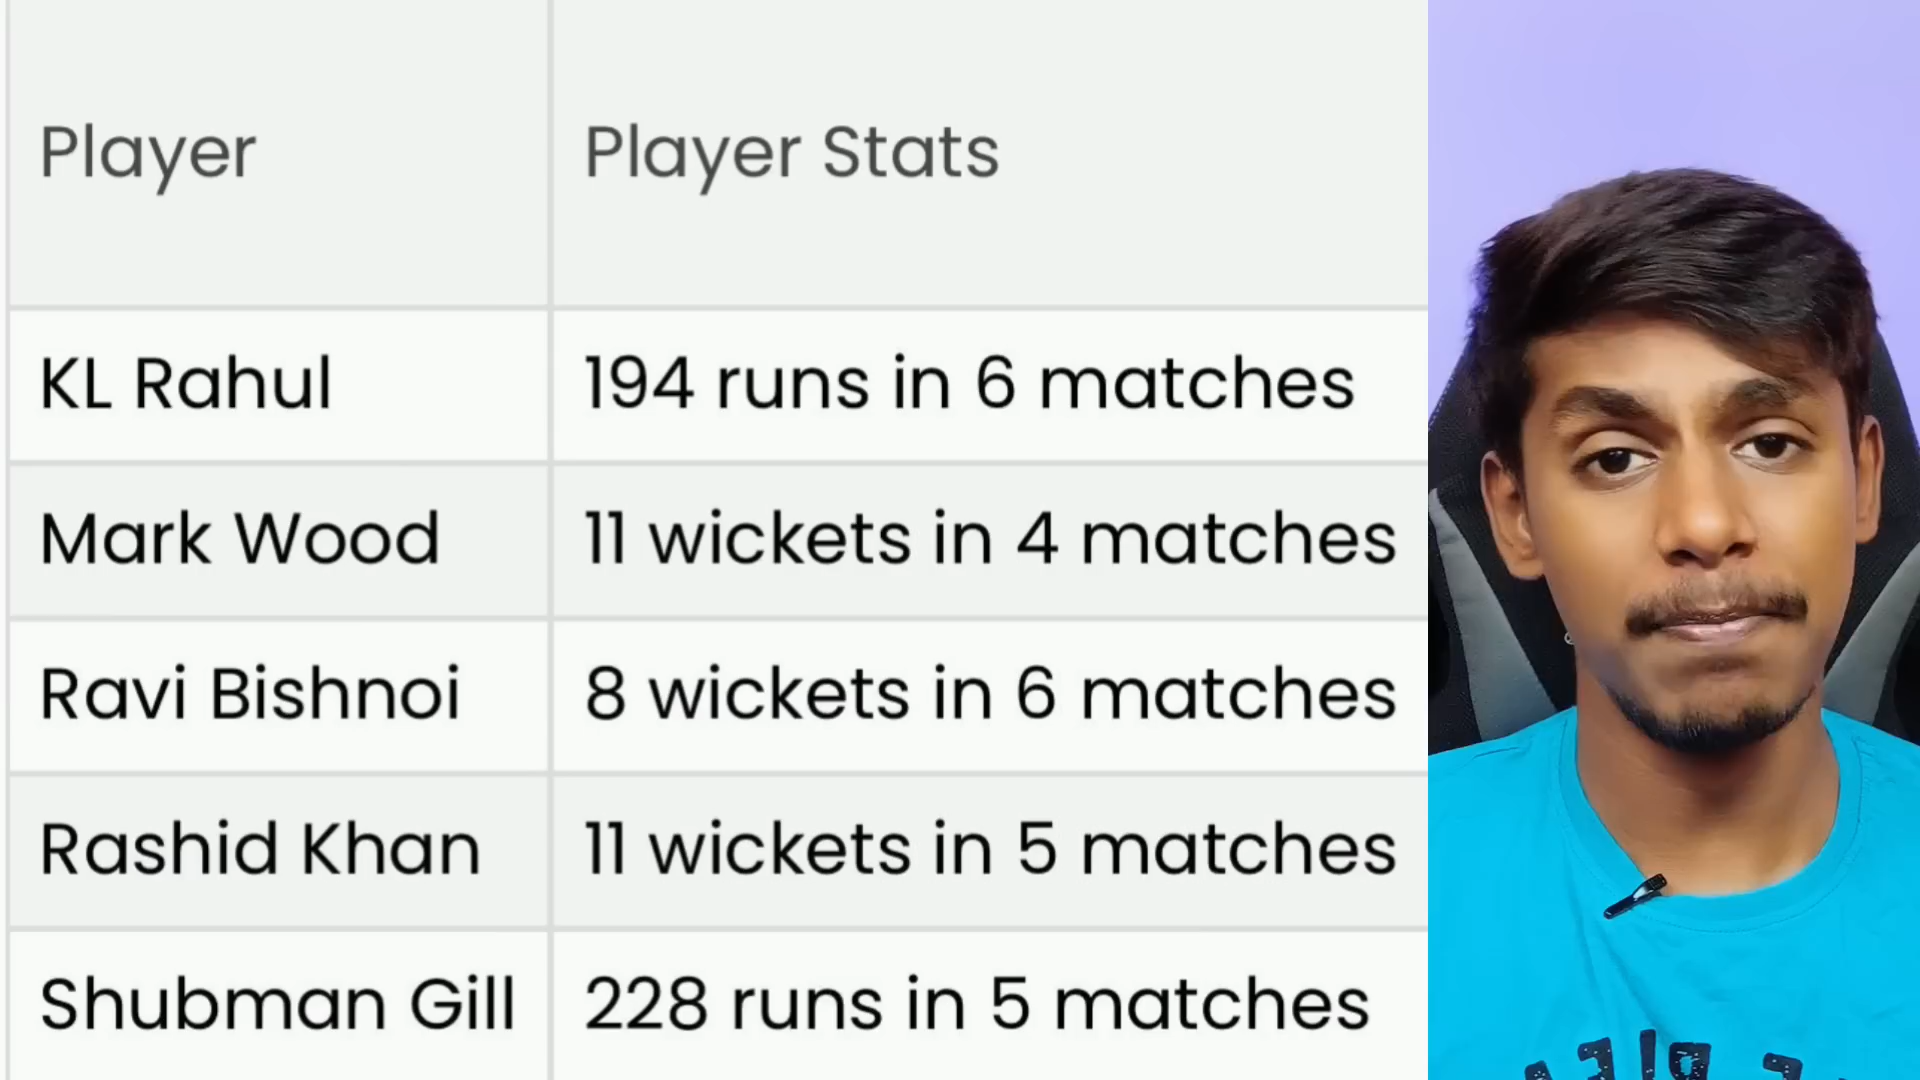 Player Player Stats
KL Rahul 194 runs in 6 matches
Mark Wood 11 wickets in 4 matches
Ravi Bishnoi 8 wickets in 6 matches
Rashid Khan 11 wickets in 5 matches
Shubman Gill 228 runs in 5 matches